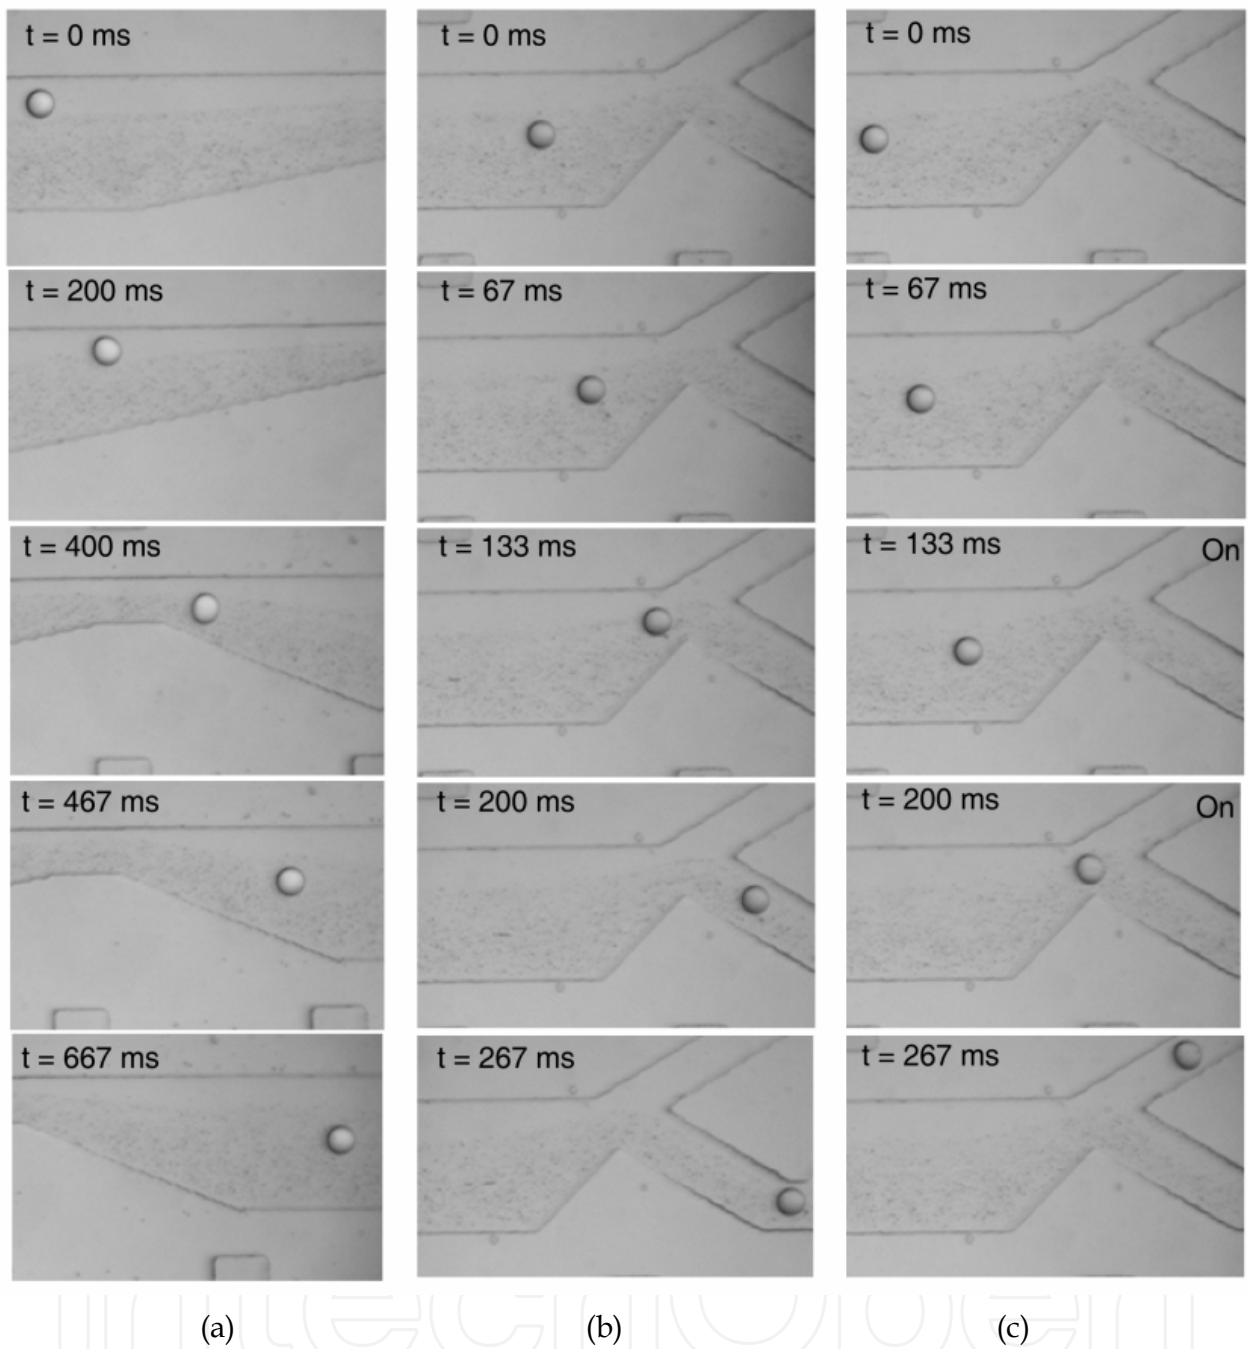 t = 0 ms
t = 0 ms
t = 0 ms
t = 200 ms
t = 67 ms
t = 67 ms
t = 400 ms
t = 133 ms
t = 133 ms
On
t = 467 ms
t = 200 ms
t = 200 ms
On
t = 667 ms
t = 267 ms
t = 267 ms
(a)
(b)
(c)
IntechOpen